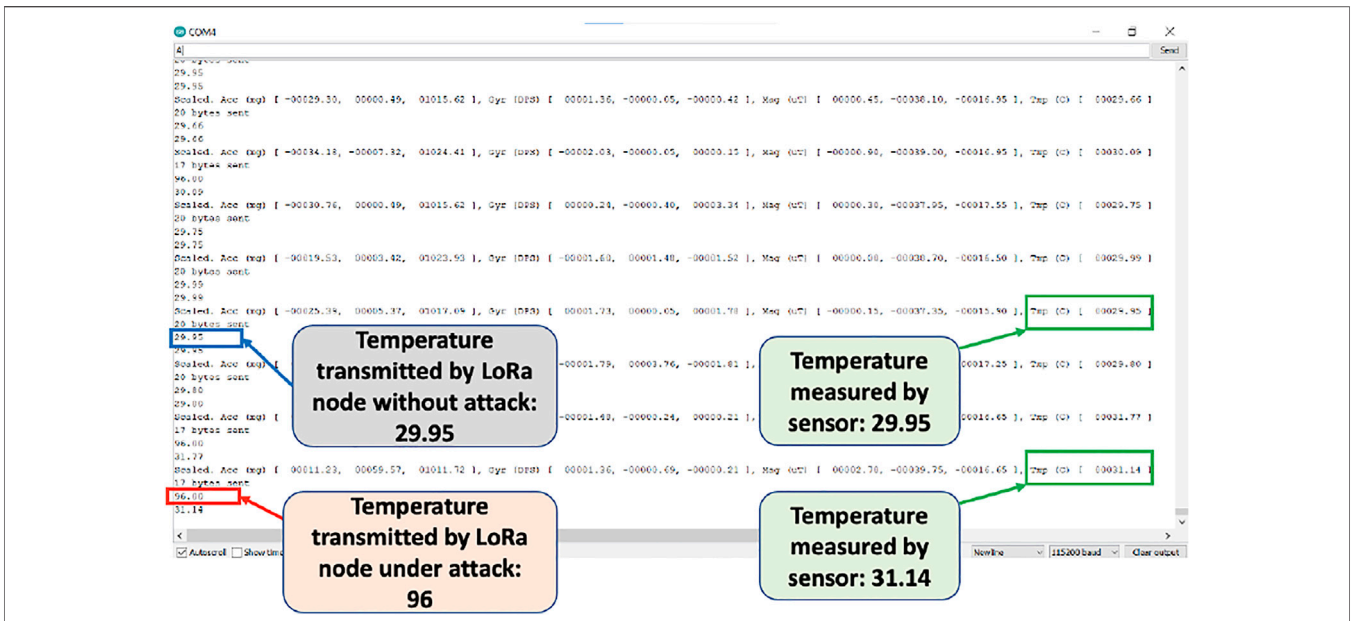 COM4
A
Send
29.95
29.95
Scaled. Acc (mg) [ -00029.30, 00000.49, 01015.62 ], Gyr (DPS) [ 00001.36, -00000.05, -00000.42 ], Mag (uT) [ 00000.45, -00038.10, -00016.95 ], Tmp (C) [ 00029.66 ]
20 bytes sent
29.66
29.66
Scaled. Acc (mg) [ -00034.18, -00007.32, 01024.41 ], Gyr (DPS) [ -00002.03, -00000.05, 00000.15 ], Mag (uT) [ -00000.90, -00039.00, -00016.95 ], Tmp (C) [ 00030.09 ]
17 bytes sent
96.00
30.09
Scaled. Acc (mg) [ -00030.76, 00000.49, 01015.62 ], Gyr (DPS) [ 00000.24, -00000.40, 00003.34 ], Mag (uT) [ 00000.30, -00037.95, -00017.55 ], Tmp (C) [ 00029.75 ]
20 bytes sent
29.75
29.75
Scaled. Acc (mg) [ -00019.53, 00003.42, 01023.93 ], Gyr (DPS) [ -00001.60, 00001.48, -00001.52 ], Mag (uT) [ 00000.00, -00038.70, -00016.50 ], Tmp (C) [ 00029.99 ]
20 bytes sent
29.99
29.99
Scaled. Acc (mg) [ -00025.39, 00005.37, 01017.09 ], Gyr (DPS) [ 00001.73, 00000.05, 00001.78 ], Mag (uT) [ -00000.15, -00037.35, -00015.90 ], Tmp (C) [ 00029.95 ]
20 bytes sent
29.95
29.95
Scaled. Acc (mg) [ -00001.79, 00003.76, -00001.81 ], 00017.25 ], Tmp (C) [ 00029.80 ]
20 bytes sent
29.80
29.80
Scaled. Acc (mg) [ -00001.48, -00000.24, 00000.21 ], 00016.65 ], Tmp (C) [ 00031.77 ]
17 bytes sent
96.00
31.77
Scaled. Acc (mg) [ 00011.23, 00059.57, 01011.72 ], Gyr (DPS) [ 00001.36, -00000.69, -00000.21 ], Mag (uT) [ 00002.70, -00039.75, -00016.65 ], Tmp (C) [ 00031.14 ]
17 bytes sent
96.00
31.14
Temperature
transmitted by LoRa
node without attack:
29.95
Temperature
measured by
sensor: 29.95
Temperature
transmitted by LoRa
node under attack:
96
Temperature
measured by
sensor: 31.14
Autoscroll Show time
Newline 115200 baud Clear output